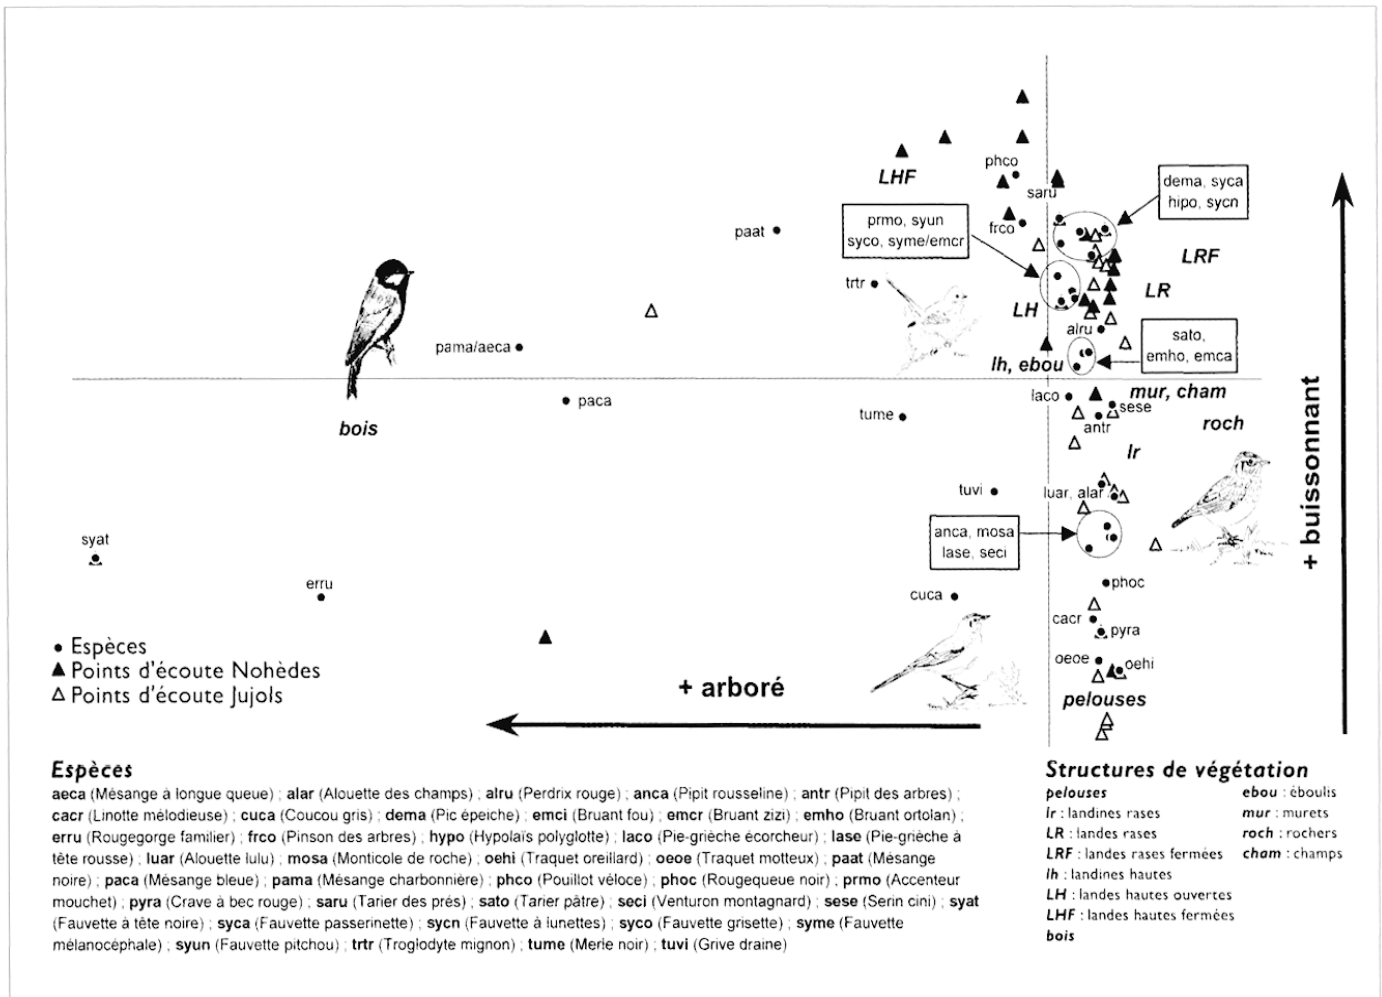 phco
LHF
saru
dema, syca
hipo, sycn
prmo, syun
syco, syme/emcr
frco
paat
LRF
trtr
LR
LH
alru
sato,
emho, emca
pama/aeca
lh, ebou
mur, cham
laco
sese
paca
tume
antr
roch
bois
lr
tuvi
luar, alar
+ buissonnant
anca, mosa
lase, seci
syat
erru
phoc
cuca
cacr
pyra
Espèces
Points d'écoute Nohèdes
Points d'écoute Jujols
oeoe
oehi
+ arboré
pelouses
Espèces
aeca (Mésange à longue queue) ; alar (Alouette des champs) ; alru (Perdrix rouge) ; anca (Pipit rousseline) ; antr (Pipit des arbres) ;
cacr (Linotte mélodieuse) ; cuca (Coucou gris) ; dema (Pic épeiche) ; emci (Bruant fou) ; emcr (Bruant zizi) ; emho (Bruant ortolan) ;
erru (Rougegorge familier) ; frco (Pinson des arbres) ; hypo (Hypolaïs polyglotte) ; laco (Pie-grièche écorcheur) ; lase (Pie-grièche à
tête rousse) ; luar (Alouette lulu) ; mosa (Monticole de roche) ; oehi (Traquet oreillard) ; oeoe (Traquet motteux) ; paat (Mésange
noire) ; paca (Mésange bleue) ; pama (Mésange charbonnière) ; phco (Pouillot véloce) ; phoc (Rougequeue noir) ; prmo (Accenteur
mouchet) ; pyra (Crave à bec rouge) ; saru (Tarier des prés) ; sato (Tarier pâtre) ; seci (Venturon montagnard) ; sese (Serin cini) ; syat
(Fauvette à tête noire) ; syca (Fauvette passerinette) ; sycn (Fauvette à lunettes) ; syco (Fauvette grisette) ; syme (Fauvette
mélanocéphale) ; syun (Fauvette pitchou) ; trtr (Troglodyte mignon) ; tume (Merle noir) ; tuvi (Grive draine)
Structures de végétation
pelouses
lr : landines rases
LR : landes rases
LRF : landes rases fermées
lh : landines hautes
LH : landes hautes ouvertes
LHF : landes hautes fermées
bois
ebou : éboulis
mur : murets
roch : rochers
cham : champs